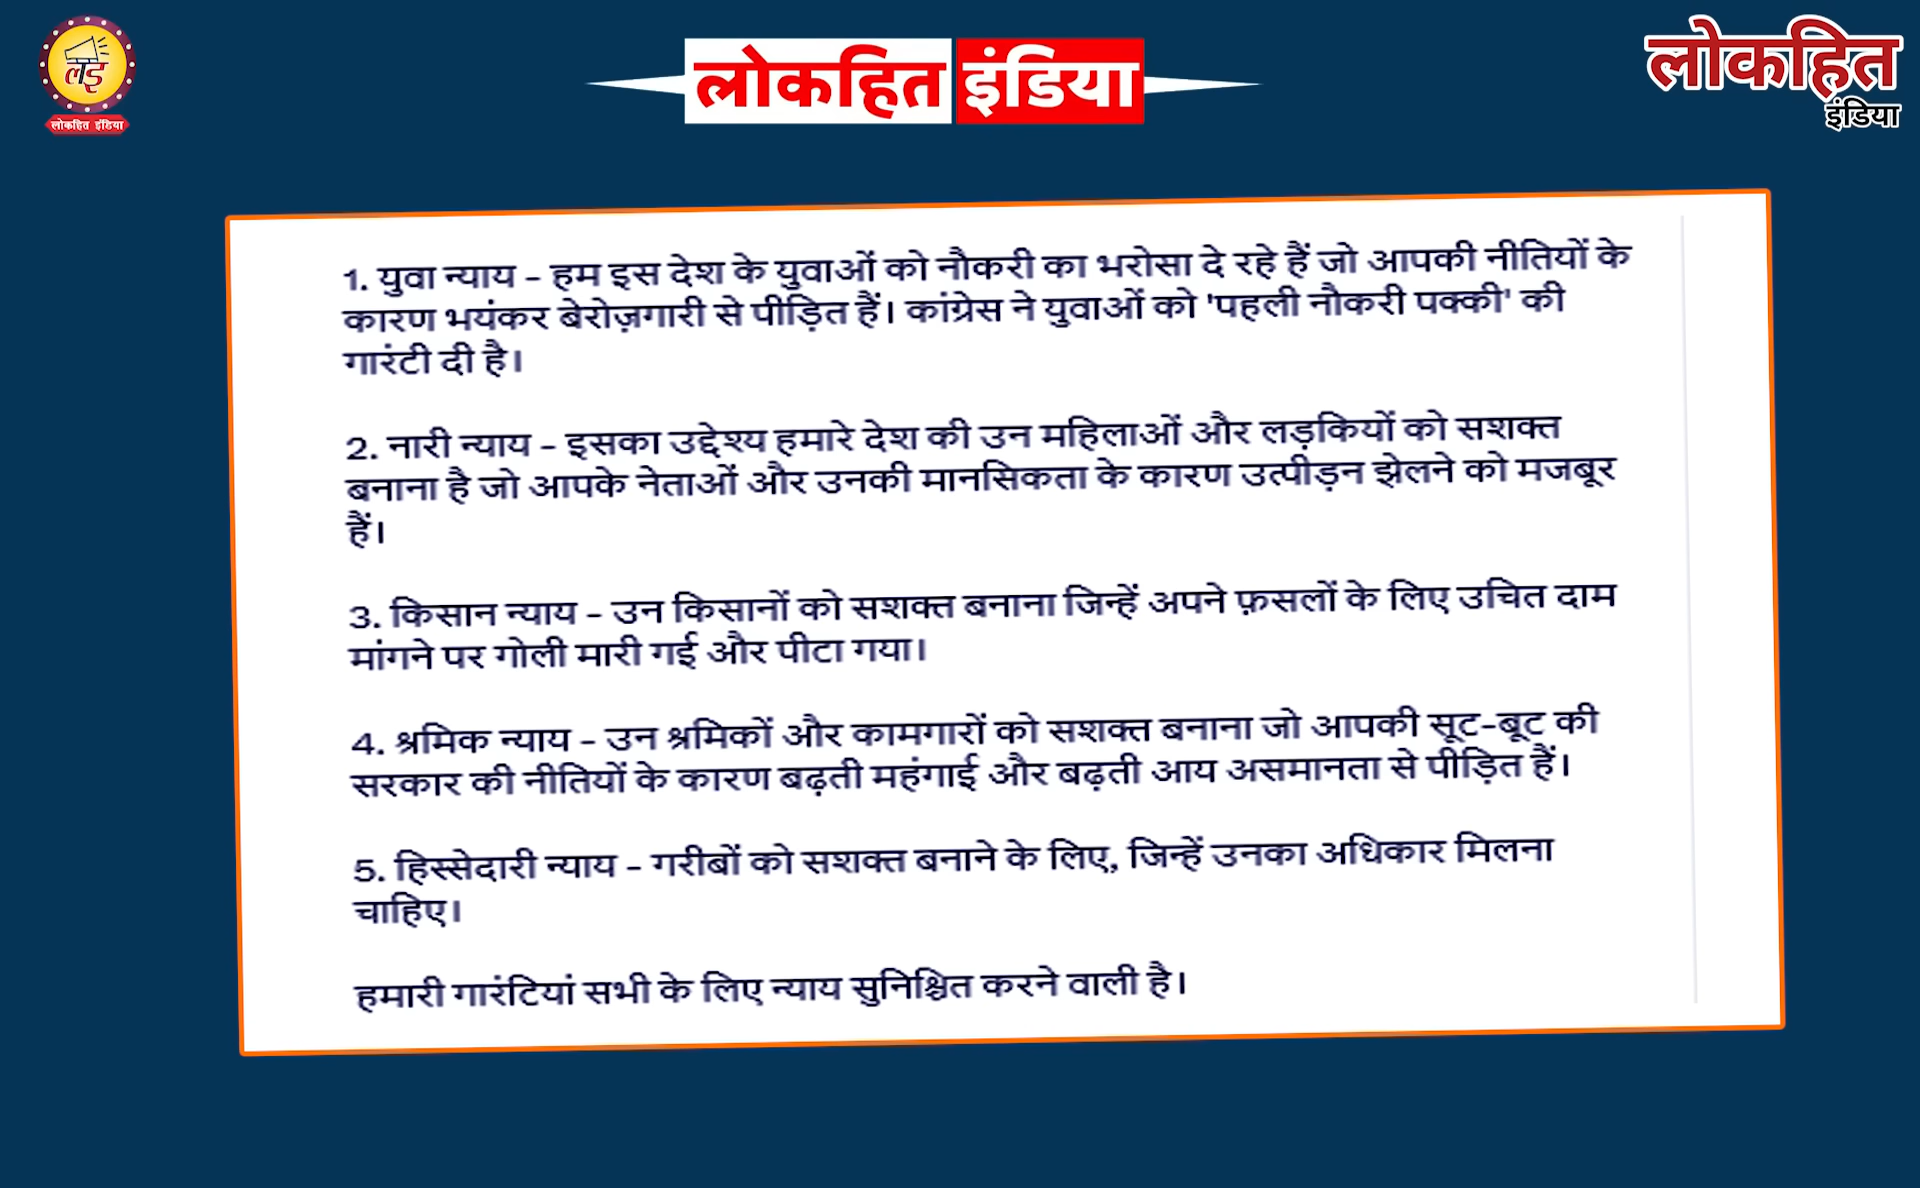 लई
लोकहित इंडिया
लोकहित इंडिया
लोकहित
इंडिया
1. युवा न्याय – हम इस देश के युवाओं को नौकरी का भरोसा दे रहे हैं जो आपकी नीतियों के
कारण भयंकर बेरोज़गारी से पीड़ित हैं। कांग्रेस ने युवाओं को 'पहली नौकरी पक्की' की
गारंटी दी है।
2. नारी न्याय – इसका उद्देश्य हमारे देश की उन महिलाओं और लड़कियों को सशक्त
बनाना है जो आपके नेताओं और उनकी मानसिकता के कारण उत्पीड़न झेलने को मजबूर
हैं।
3. किसान न्याय – उन किसानों को सशक्त बनाना जिन्हें अपने फ़सलों के लिए उचित दाम
मांगने पर गोली मारी गई और पीटा गया।
4. श्रमिक न्याय – उन श्रमिकों और कामगारों को सशक्त बनाना जो आपकी सूट-बूट की
सरकार की नीतियों के कारण बढ़ती महंगाई और बढ़ती आय असमानता से पीड़ित हैं।
5. हिस्सेदारी न्याय – गरीबों को सशक्त बनाने के लिए, जिन्हें उनका अधिकार मिलना
चाहिए।
हमारी गारंटियां सभी के लिए न्याय सुनिश्चित करने वाली है।